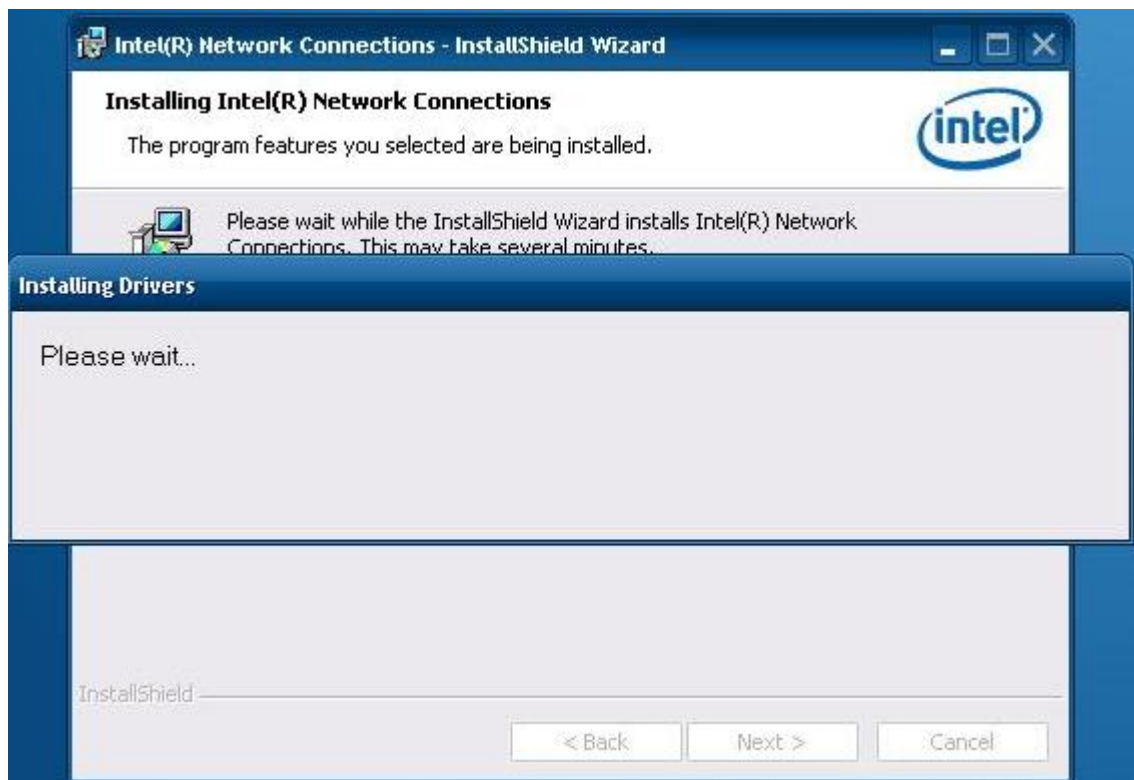 Intel(R) Network Connections - InstallShield Wizard
Installing Intel(R) Network Connections
The program features you selected are being installed.
intel
Please wait while the InstallShield Wizard installs Intel(R) Network
Connections. This may take several minutes.
Installing Drivers
Please wait...
InstallShield
< Back
Next >
Cancel